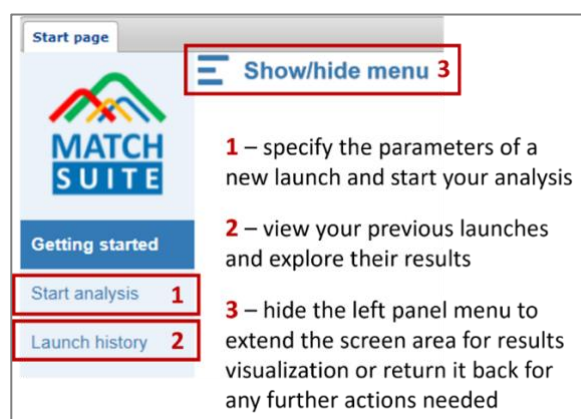 Start page
Show/hide menu 3
MATCH
SUITE
Getting started
Start analysis 1
Launch history 2
1 – specify the parameters of a
new launch and start your analysis
2 – view your previous launches
and explore their results
3 – hide the left panel menu to
extend the screen area for results
visualization or return it back for
any further actions needed